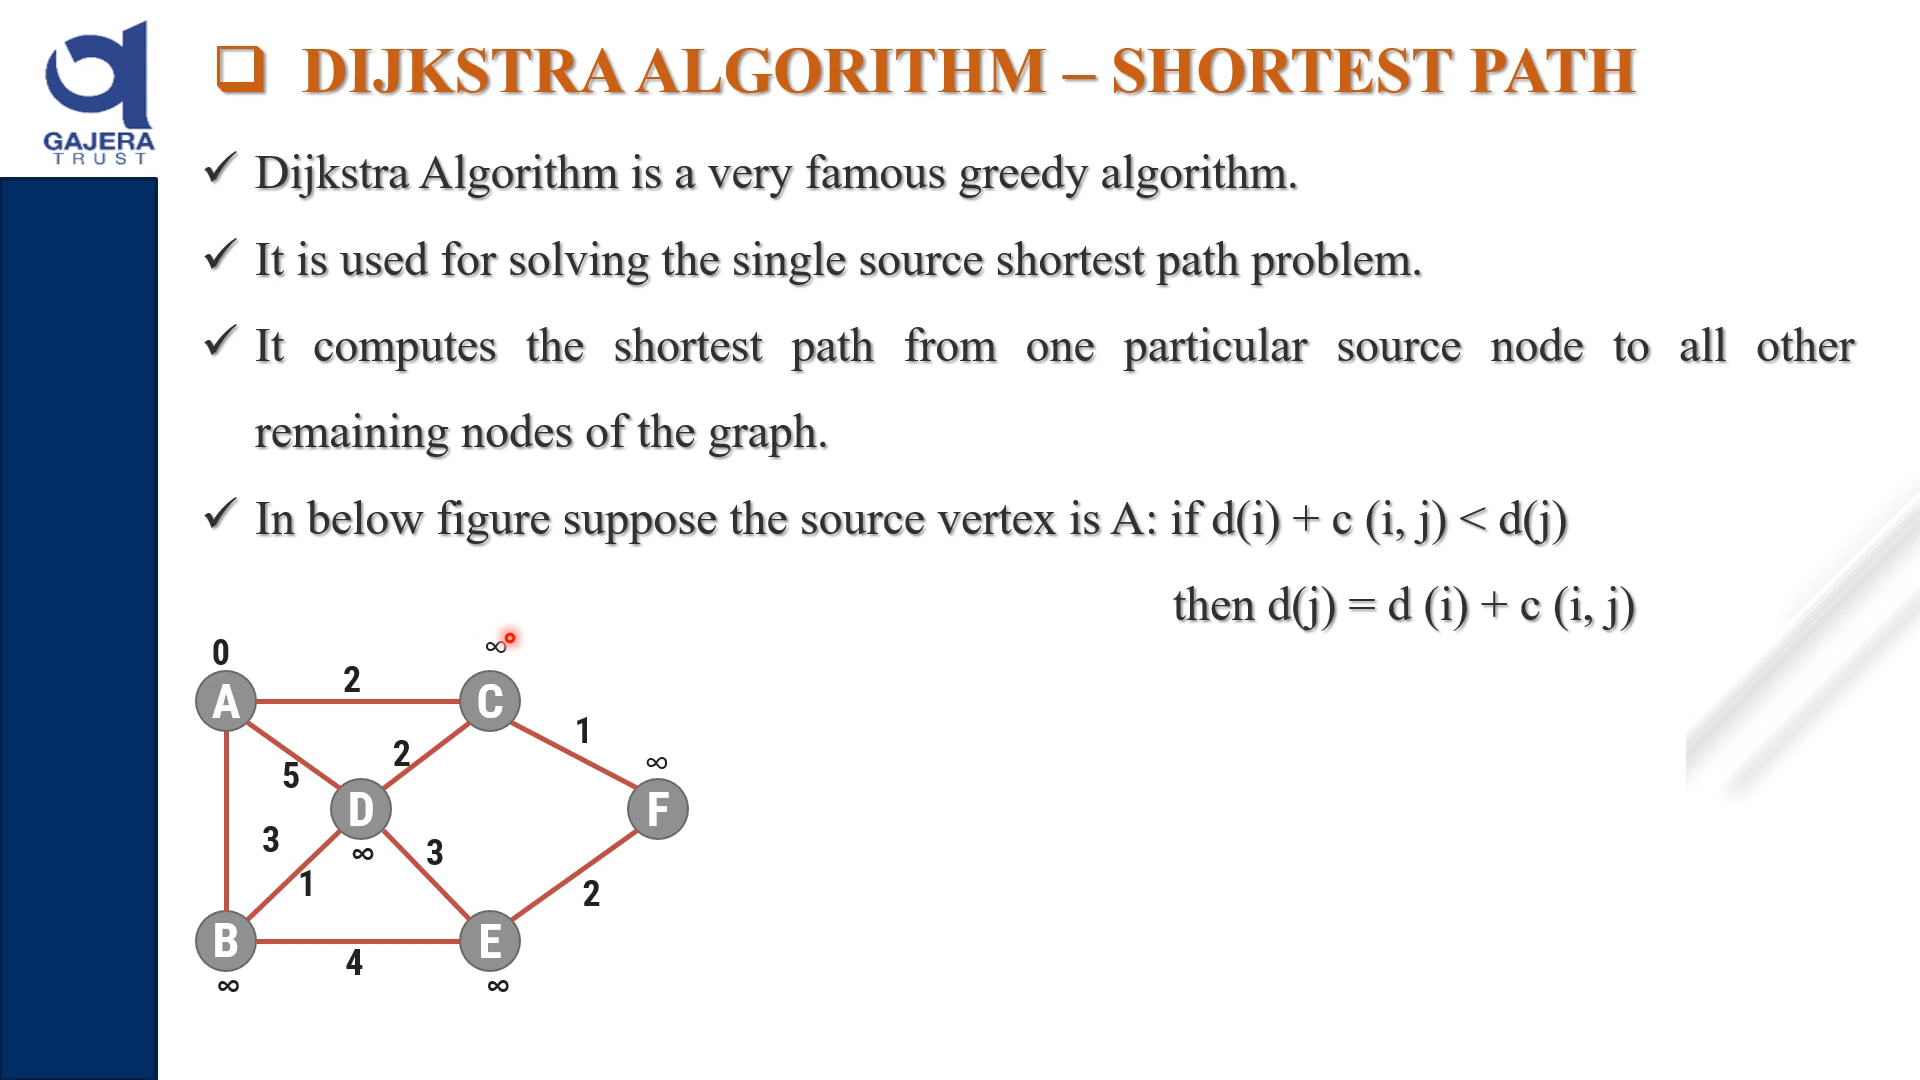 GAJERA
TRUST
❑ DIJKSTRA ALGORITHM – SHORTEST PATH
✓ Dijkstra Algorithm is a very famous greedy algorithm.
✓ It is used for solving the single source shortest path problem.
✓ It computes the shortest path from one particular source node to all other
remaining nodes of the graph.
✓ In below figure suppose the source vertex is A: if d(i) + c (i, j) < d(j)
then d(j) = d (i) + c (i, j)
0
∞
2
A
C
1
2
∞
5
D
F
3
∞
3
1
2
B
E
4
∞
∞